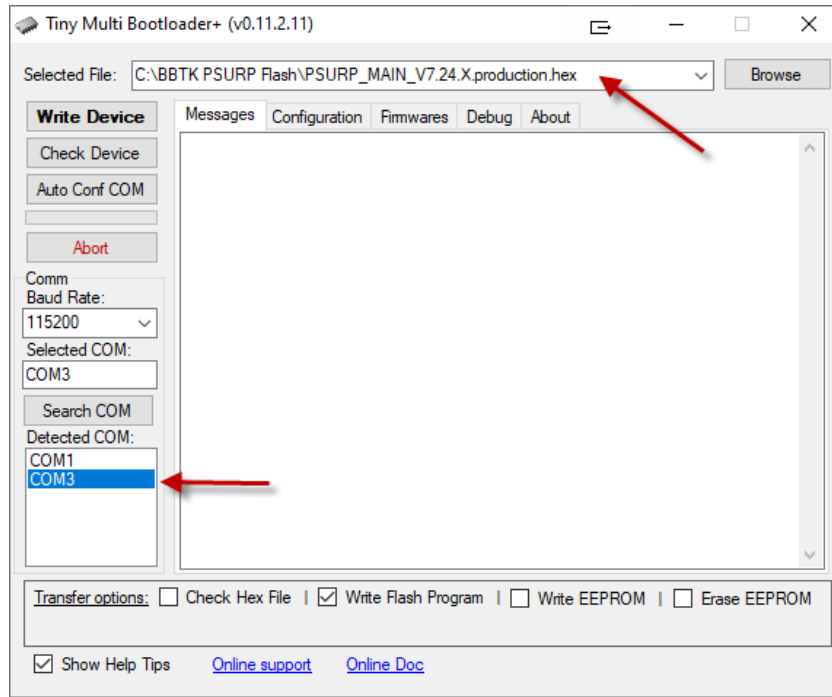 Tiny Multi Bootloader+ (v0.11.2.11)
Selected File: C:\BBTK PSURP Flash\PSURP_MAIN_V7.24.X.production.hex Browse
Write Device
Check Device
Auto Conf COM
Abort
Comm
Baud Rate:
115200
Selected COM:
COM3
Search COM
Detected COM:
COM1
COM3
Messages Configuration Firmwares Debug About
Transfer options: Check Hex File | Write Flash Program | Write EEPROM | Erase EEPROM
Show Help Tips Online support Online Doc